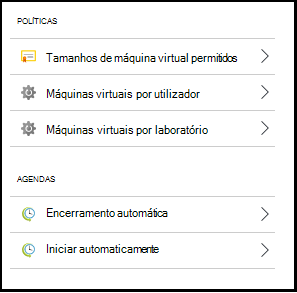 POLÍTICAS
Tamanhos de máquina virtual permitidos
Máquinas virtuais por utilizador
Máquinas virtuais por laboratório
AGENDAS
Encerramento automática
Iniciar automaticamente